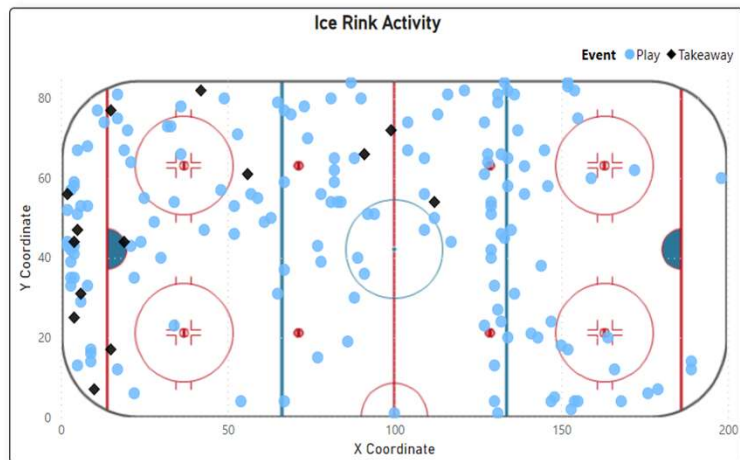 Ice Rink Activity
Event Play Takeaway
80
60
40
20
0
Y Coordinate
0 50 100 150 200
X Coordinate